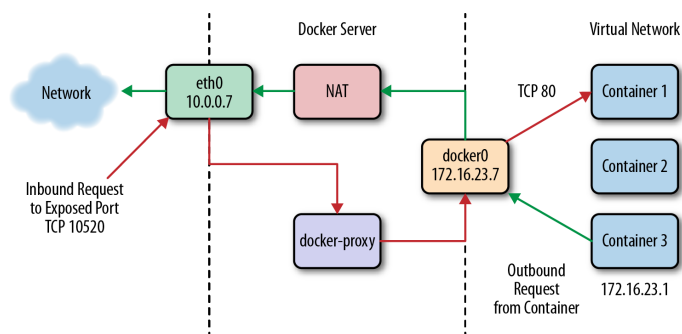 Docker Server
Virtual Network
Network
eth0
10.0.0.7
NAT
TCP 80
Container 1
docker0
172.16.23.7
Container 2
Inbound Request
to Exposed Port
TCP 10520
docker-proxy
Container 3
Outbound
Request
from Container
172.16.23.1